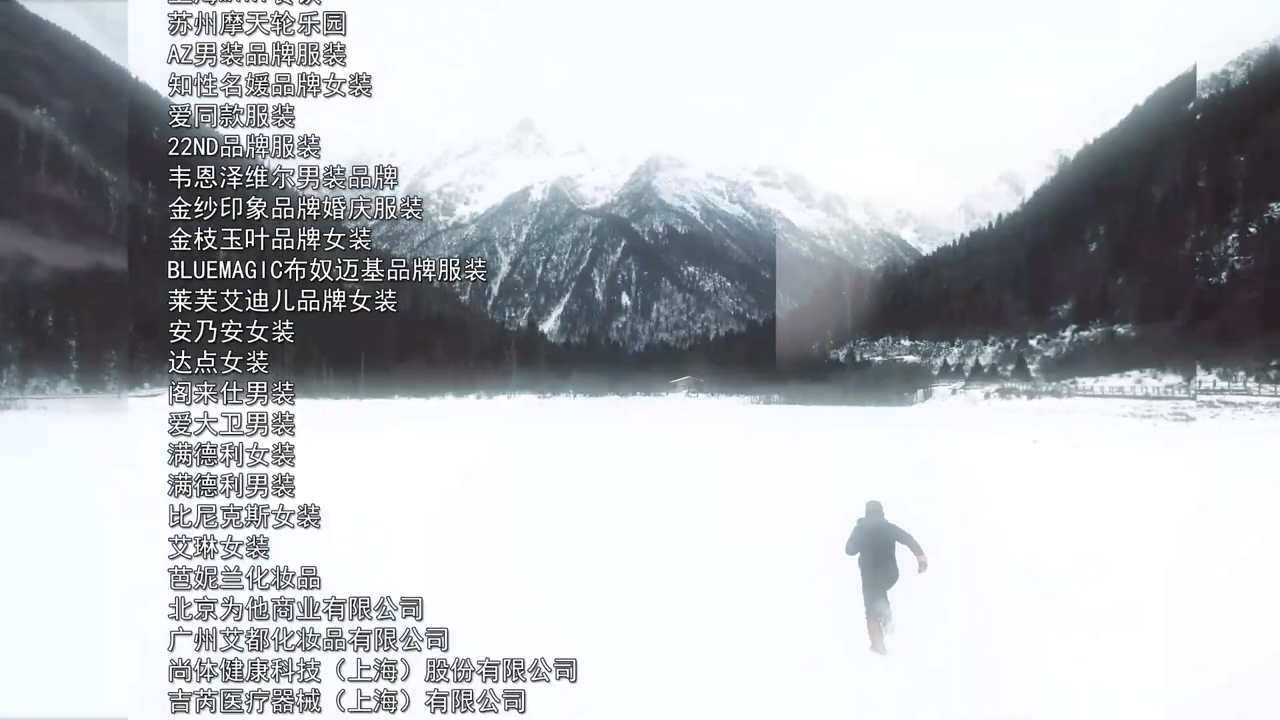 苏州摩天轮乐园
AZ男装品牌服装
知性名媛品牌女装
爱同款服装
22ND品牌服装
韦恩泽维尔男装品牌
金纱印象品牌婚庆服装
金枝玉叶品牌女装
BLUEMAGIC布奴迈基品牌服装
莱芙艾迪儿品牌女装
安乃安女装
达点女装
阁来仕男装
爱大卫男装
满德利女装
满德利男装
比尼克斯女装
艾琳女装
芭妮兰化妆品
北京为他商业有限公司
广州艾都化妆品有限公司
尚体健康科技（上海）股份有限公司
吉芮医疗器械（上海）有限公司